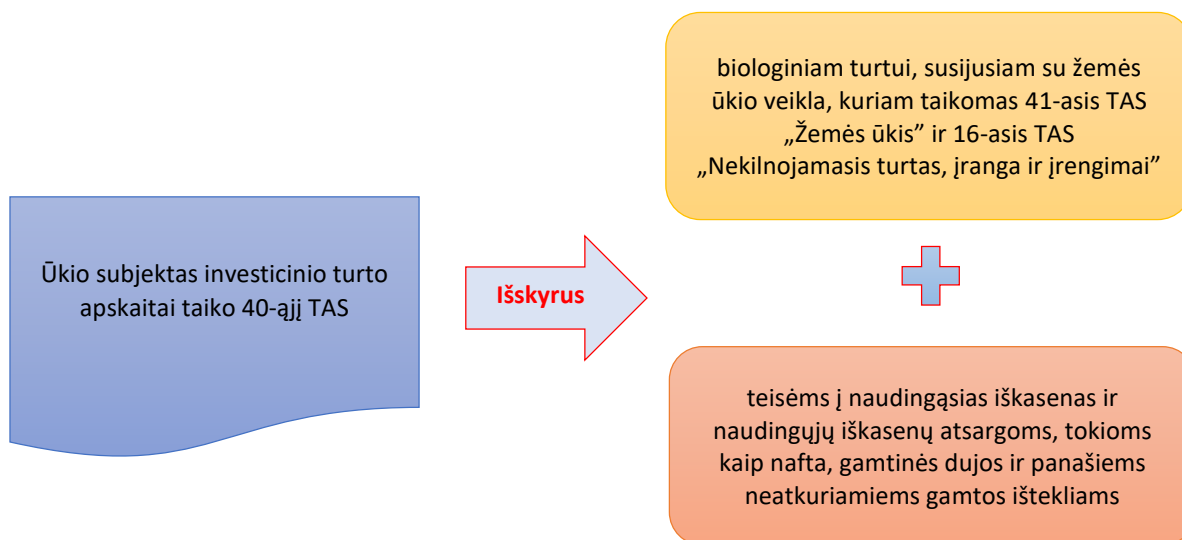 Ūkio subjektas investicinio turto
apskaitai taiko 40-ąjį TAS
Išskyrus
biologiniam turtui, susijusiam su žemės
ūkio veikla, kuriam taikomas 41-asis TAS
„Žemės ūkis” ir 16-asis TAS
„Nekilnojamasis turtas, įranga ir įrengimai”
teisėms į naudingąsias iškasenas ir
naudingųjų iškasenų atsargoms, tokioms
kaip nafta, gamtinės dujos ir panašiems
neatkuriamiems gamtos ištekliams